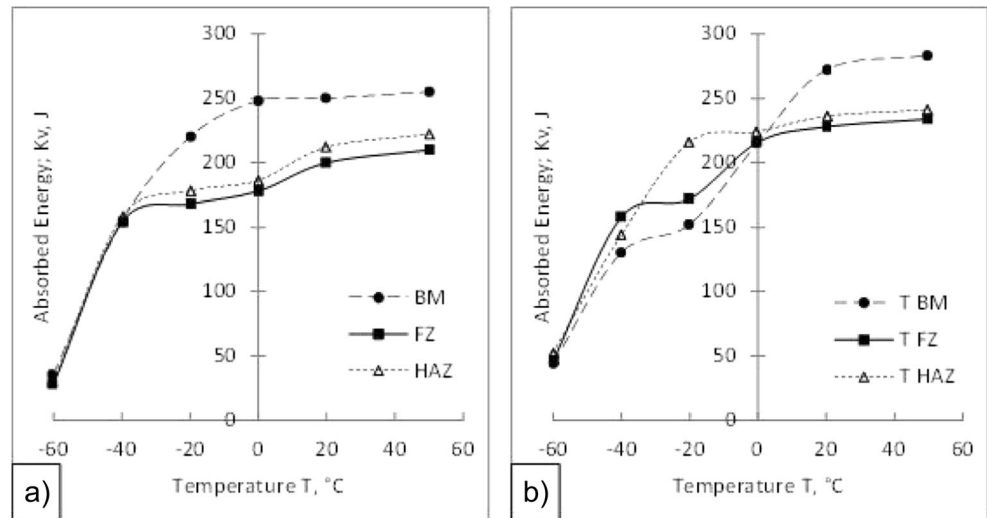 300
250
200
150
100
50
0
Absorbed Energy; Kv, J
BM
FZ
HAZ
-60 -40 -20 0 20 40 60
Temperature T, °C
a)
300
250
200
150
100
50
0
Absorbed Energy; Kv, J
T BM
T FZ
T HAZ
-60 -40 -20 0 20 40 60
Temperature T, °C
b)